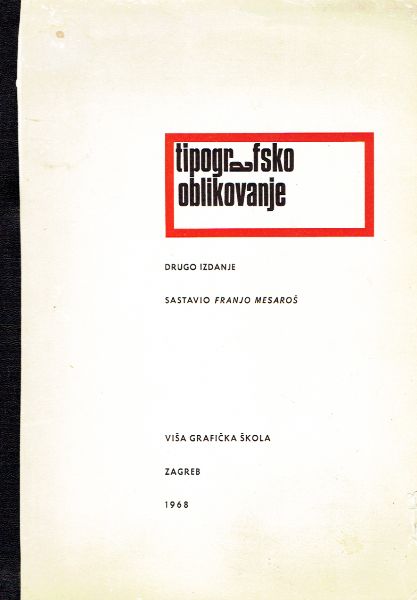 tipografsko
oblikovanje
DRUGO IZDANJE
SASTAVIO FRANJO MESAROŠ
VIŠA GRAFIČKA ŠKOLA
ZAGREB
1968